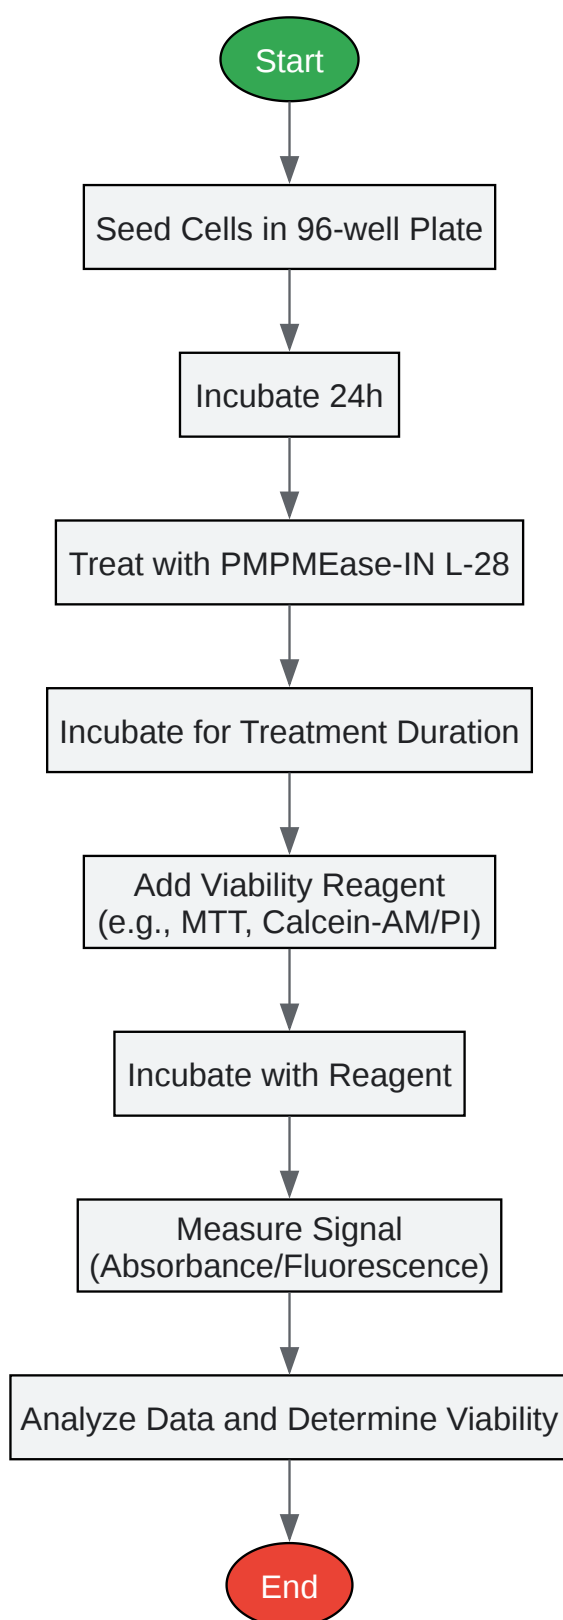 Start
Seed Cells in 96-well Plate
Incubate 24h
Treat with PMPMEase-IN L-28
Incubate for Treatment Duration
Add Viability Reagent
(e.g., MTT, Calcein-AM/PI)
Incubate with Reagent
Measure Signal
(Absorbance/Fluorescence)
Analyze Data and Determine Viability
End